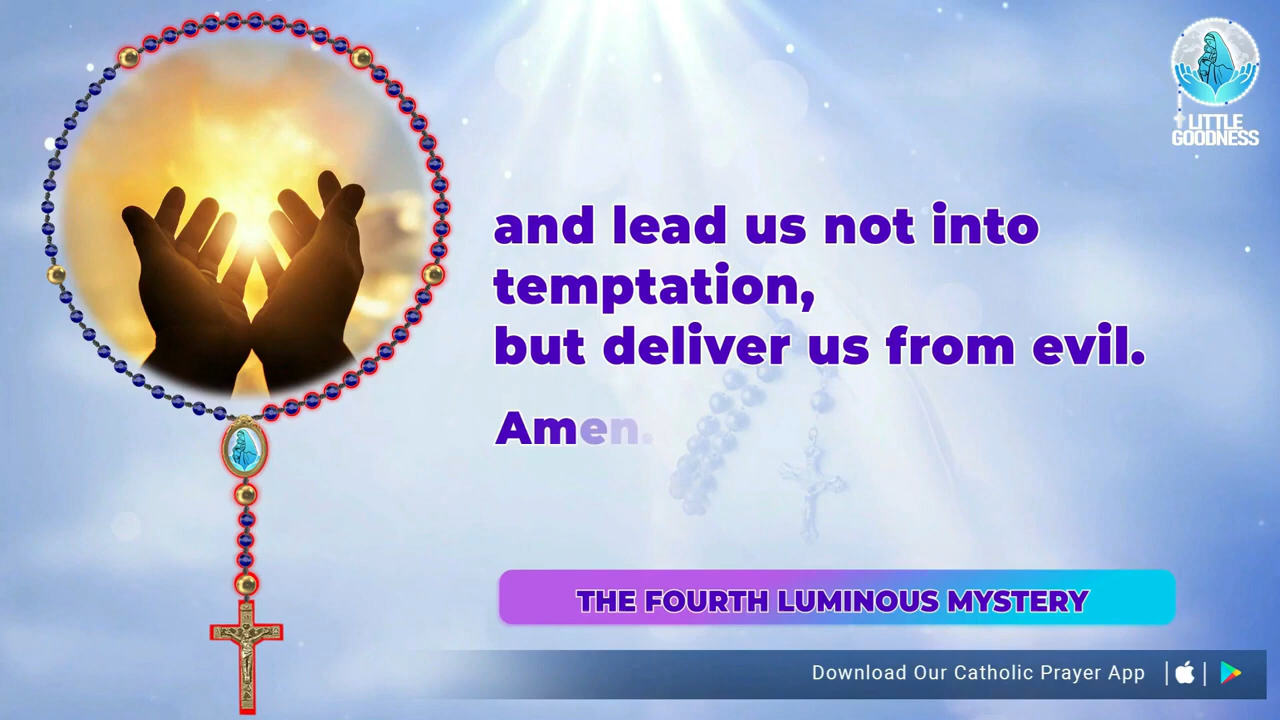 LITTLE
GOODNESS
and lead us not into
temptation,
but deliver us from evil.
Amen.
THE FOURTH LUMINOUS MYSTERY
Download Our Catholic Prayer App